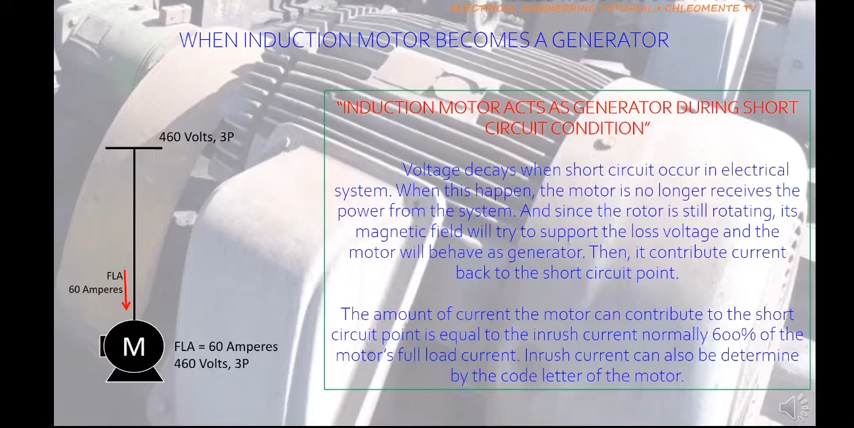 ELECTRICAL ENGINEERING TUTORIAL • CHLEOMENTE TV
WHEN INDUCTION MOTOR BECOMES A GENERATOR
460 Volts, 3P
FLA
60 Amperes
M
FLA = 60 Amperes
460 Volts, 3P
"INDUCTION MOTOR ACTS AS GENERATOR DURING SHORT
CIRCUIT CONDITION"
Voltage decays when short circuit occur in electrical
system. When this happen, the motor is no longer receives the
power from the system. And since the rotor is still rotating, its
magnetic field will try to support the loss voltage and the
motor will behave as generator. Then, it contribute current
back to the short circuit point.
The amount of current the motor can contribute to the short
circuit point is equal to the inrush current normally 600% of the
motor's full load current. Inrush current can also be determine
by the code letter of the motor.